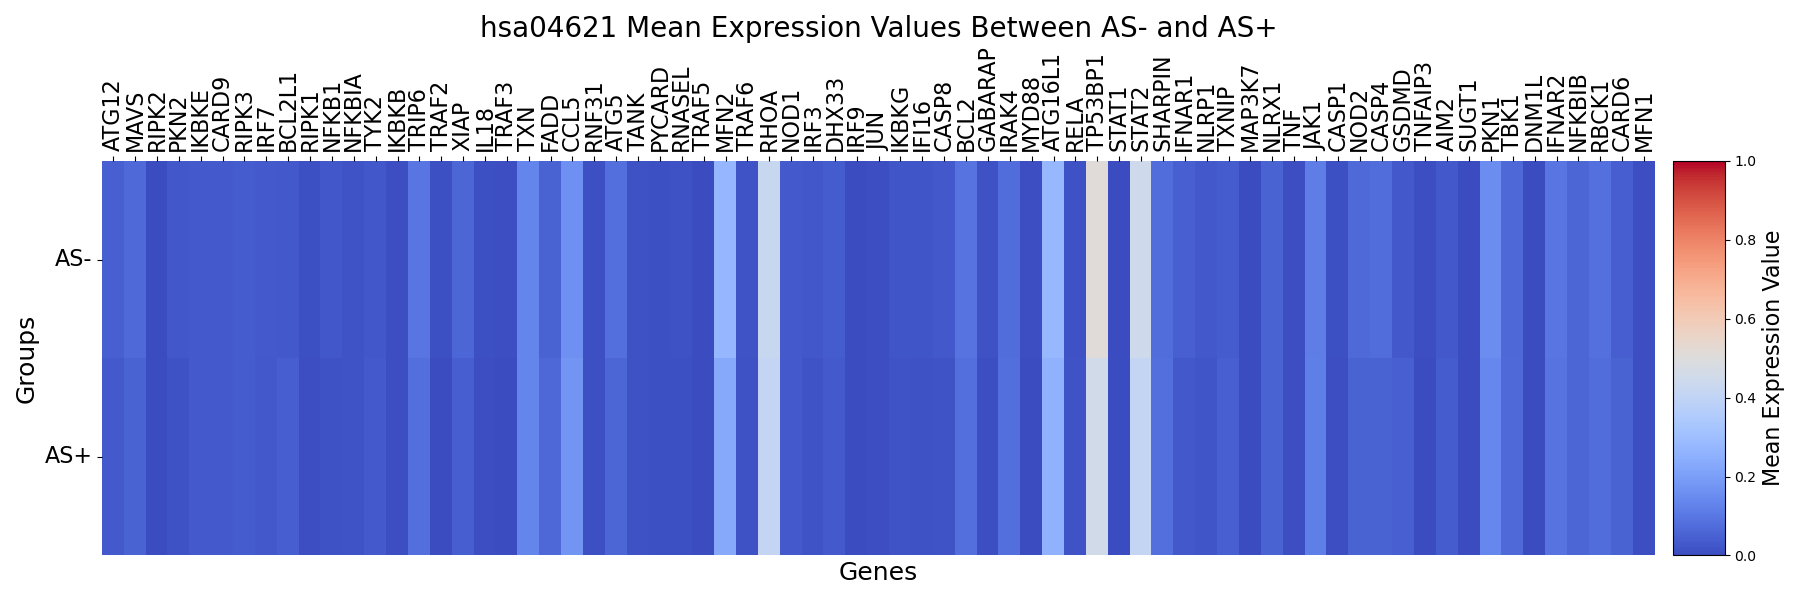 hsa04621 Mean Expression Values Between AS- and AS+
ATG12
MAVS
RIPK2
PKN2
IKBKE
CARD9
RIPK3
IRF7
BCL2L1
RIPK1
NFKB1
NFKBIA
TYK2
IKBKB
TRIP6
TRAF2
XIAP
IL18
TRAF3
TXN
FADD
CCL5
RNF31
ATG5
TANK
PYCARD
RNASEL
TRAF5
MFN2
TRAF6
RHOA
NOD1
IRF3
DHX33
IRF9
JUN
IKBKG
IFI16
CASP8
BCL2
GABARAP
IRAK4
MYD88
ATG16L1
RELA
TP53BP1
STAT1
STAT2
SHARPIN
IFNAR1
NLRP1
TXNIP
MAP3K7
NLRX1
TNF
JAK1
CASP1
NOD2
CASP4
GSDMD
TNFAIP3
AIM2
SUGT1
PKN1
TBK1
DNM1L
IFNAR2
NFKBIB
RBCK1
CARD6
MFN1
AS-
AS+
Groups
Genes
1.0
0.8
0.6
0.4
0.2
0.0
Mean Expression Value